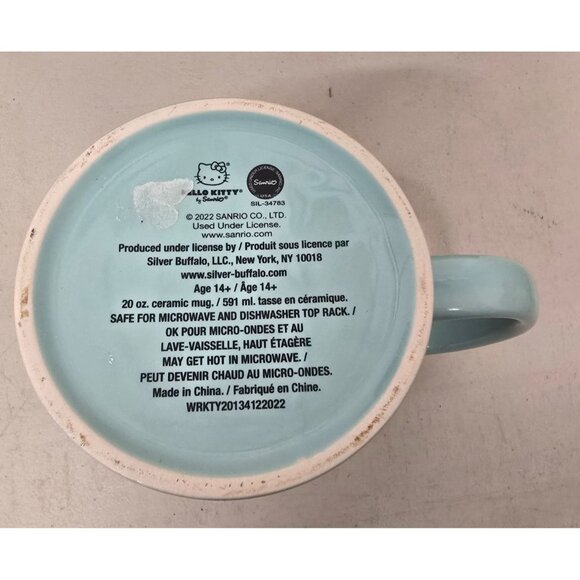 HELLO KITTY®
by Sanrio®
Sanrio
SIL-34783
© 2022 SANRIO CO., LTD.
Used Under License.
www.sanrio.com
Produced under license by / Produit sous licence par
Silver Buffalo, LLC., New York, NY 10018
www.silver-buffalo.com
Age 14+ / Âge 14+
20 oz. ceramic mug. / 591 ml. tasse en céramique.
SAFE FOR MICROWAVE AND DISHWASHER TOP RACK. /
OK POUR MICRO-ONDES ET AU
LAVE-VAISSELLE, HAUT ÉTAGÈRE
MAY GET HOT IN MICROWAVE. /
PEUT DEVENIR CHAUD AU MICRO-ONDES.
Made in China. / Fabriqué en Chine.
WRKTY20134122022